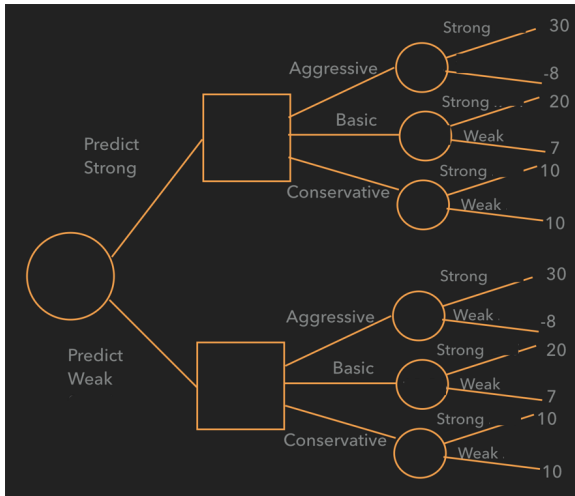 Strong 30
Aggressive
-8
Strong 20
Basic
Weak
7
Predict
Strong
Strong 10
Conservative
Weak
10
Strong 30
Aggressive
Weak
-8
Strong 20
Predict
Weak
Basic
Weak
7
Strong 10
Conservative
Weak
10